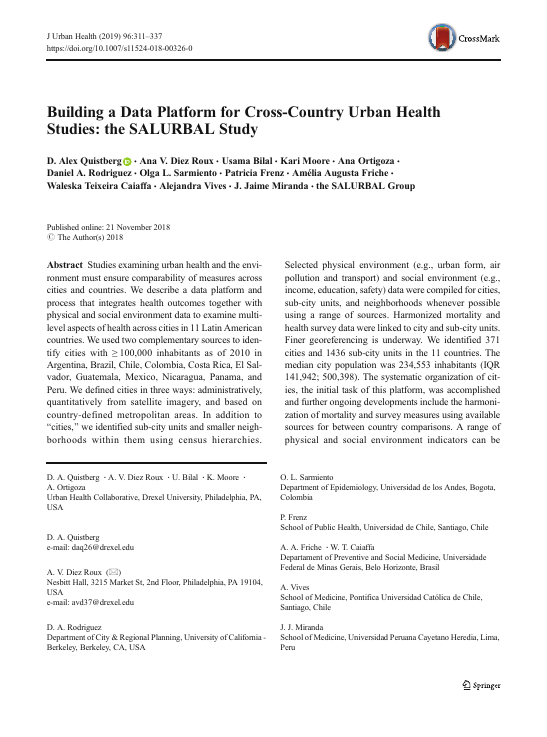 J Urban Health (2019) 96:311–337
https://doi.org/10.1007/s11524-018-00326-0
CrossMark
Building a Data Platform for Cross-Country Urban Health
Studies: the SALURBAL Study
D. Alex Quistberg · Ana V. Diez Roux · Usama Bilal · Kari Moore · Ana Ortigoza ·
Daniel A. Rodriguez · Olga L. Sarmiento · Patricia Frenz · Amélia Augusta Friche ·
Waleska Teixeira Caiaffa · Alejandra Vives · J. Jaime Miranda · the SALURBAL Group
Published online: 21 November 2018
© The Author(s) 2018
Abstract Studies examining urban health and the envi-
ronment must ensure comparability of measures across
cities and countries. We describe a data platform and
process that integrates health outcomes together with
physical and social environment data to examine multi-
level aspects of health across cities in 11 Latin American
countries. We used two complementary sources to iden-
tify cities with ≥ 100,000 inhabitants as of 2010 in
Argentina, Brazil, Chile, Colombia, Costa Rica, El Sal-
vador, Guatemala, Mexico, Nicaragua, Panama, and
Peru. We defined cities in three ways: administratively,
quantitatively from satellite imagery, and based on
country-defined metropolitan areas. In addition to
“cities,” we identified sub-city units and smaller neigh-
borhoods within them using census hierarchies.
Selected physical environment (e.g., urban form, air
pollution and transport) and social environment (e.g.,
income, education, safety) data were compiled for cities,
sub-city units, and neighborhoods whenever possible
using a range of sources. Harmonized mortality and
health survey data were linked to city and sub-city units.
Finer georeferencing is underway. We identified 371
cities and 1436 sub-city units in the 11 countries. The
median city population was 234,553 inhabitants (IQR
141,942; 500,398). The systematic organization of cit-
ies, the initial task of this platform, was accomplished
and further ongoing developments include the harmoni-
zation of mortality and survey measures using available
sources for between country comparisons. A range of
physical and social environment indicators can be
D. A. Quistberg · A. V. Diez Roux · U. Bilal · K. Moore ·
A. Ortigoza
Urban Health Collaborative, Drexel University, Philadelphia, PA,
USA
D. A. Quistberg
e-mail: daq26@drexel.edu
A. V. Diez Roux (✉)
Nesbitt Hall, 3215 Market St, 2nd Floor, Philadelphia, PA 19104,
USA
e-mail: avd37@drexel.edu
D. A. Rodriguez
Department of City & Regional Planning, University of California -
Berkeley, Berkeley, CA, USA
O. L. Sarmiento
Department of Epidemiology, Universidad de los Andes, Bogota,
Colombia
P. Frenz
School of Public Health, Universidad de Chile, Santiago, Chile
A. A. Friche · W. T. Caiaffa
Departament of Preventive and Social Medicine, Universidade
Federal de Minas Gerais, Belo Horizonte, Brasil
A. Vives
School of Medicine, Pontifica Universidad Católica de Chile,
Santiago, Chile
J. J. Miranda
School of Medicine, Universidad Peruana Cayetano Heredia, Lima,
Peru
Springer